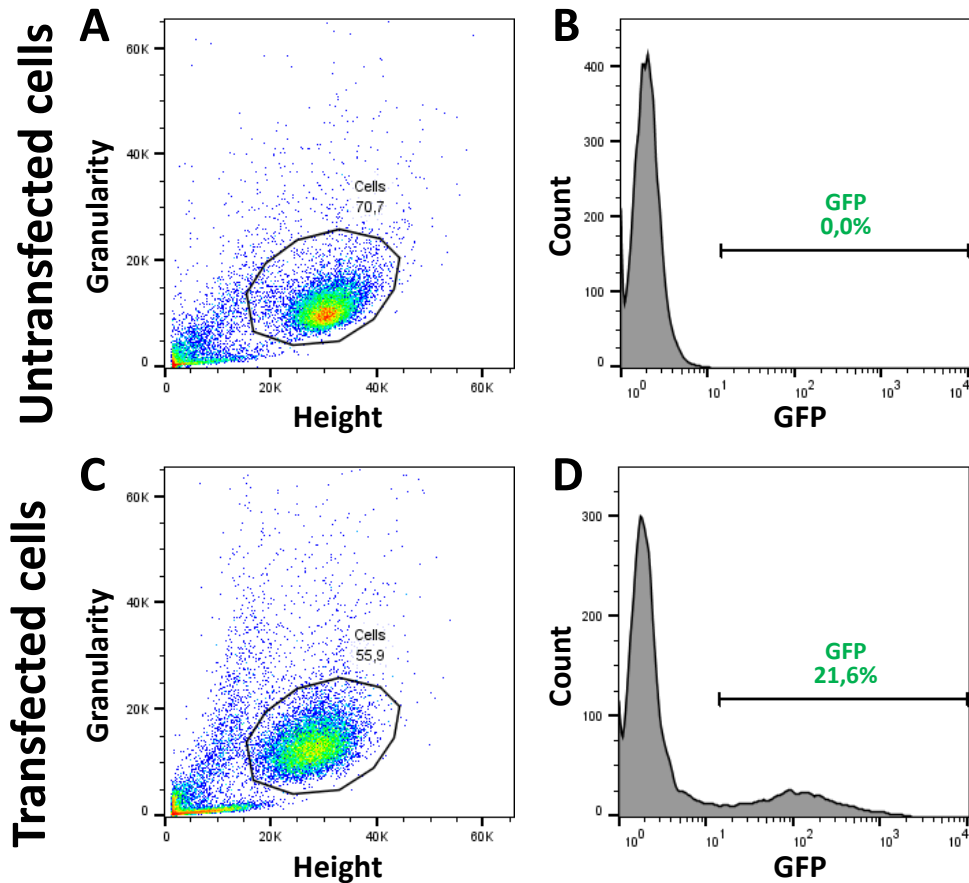 Untransfected cells
A
60K
40K
20K
0
Granularity
Cells
70,7
0
20K
40K
60K
Height
B
400
300
200
100
0
Count
GFP
0,0%
10⁰
10¹
10²
10³
10⁴
GFP
Transfected cells
C
60K
40K
20K
0
Granularity
Cells
55,9
0
20K
40K
60K
Height
D
300
200
100
0
Count
GFP
21,6%
10⁰
10¹
10²
10³
10⁴
GFP